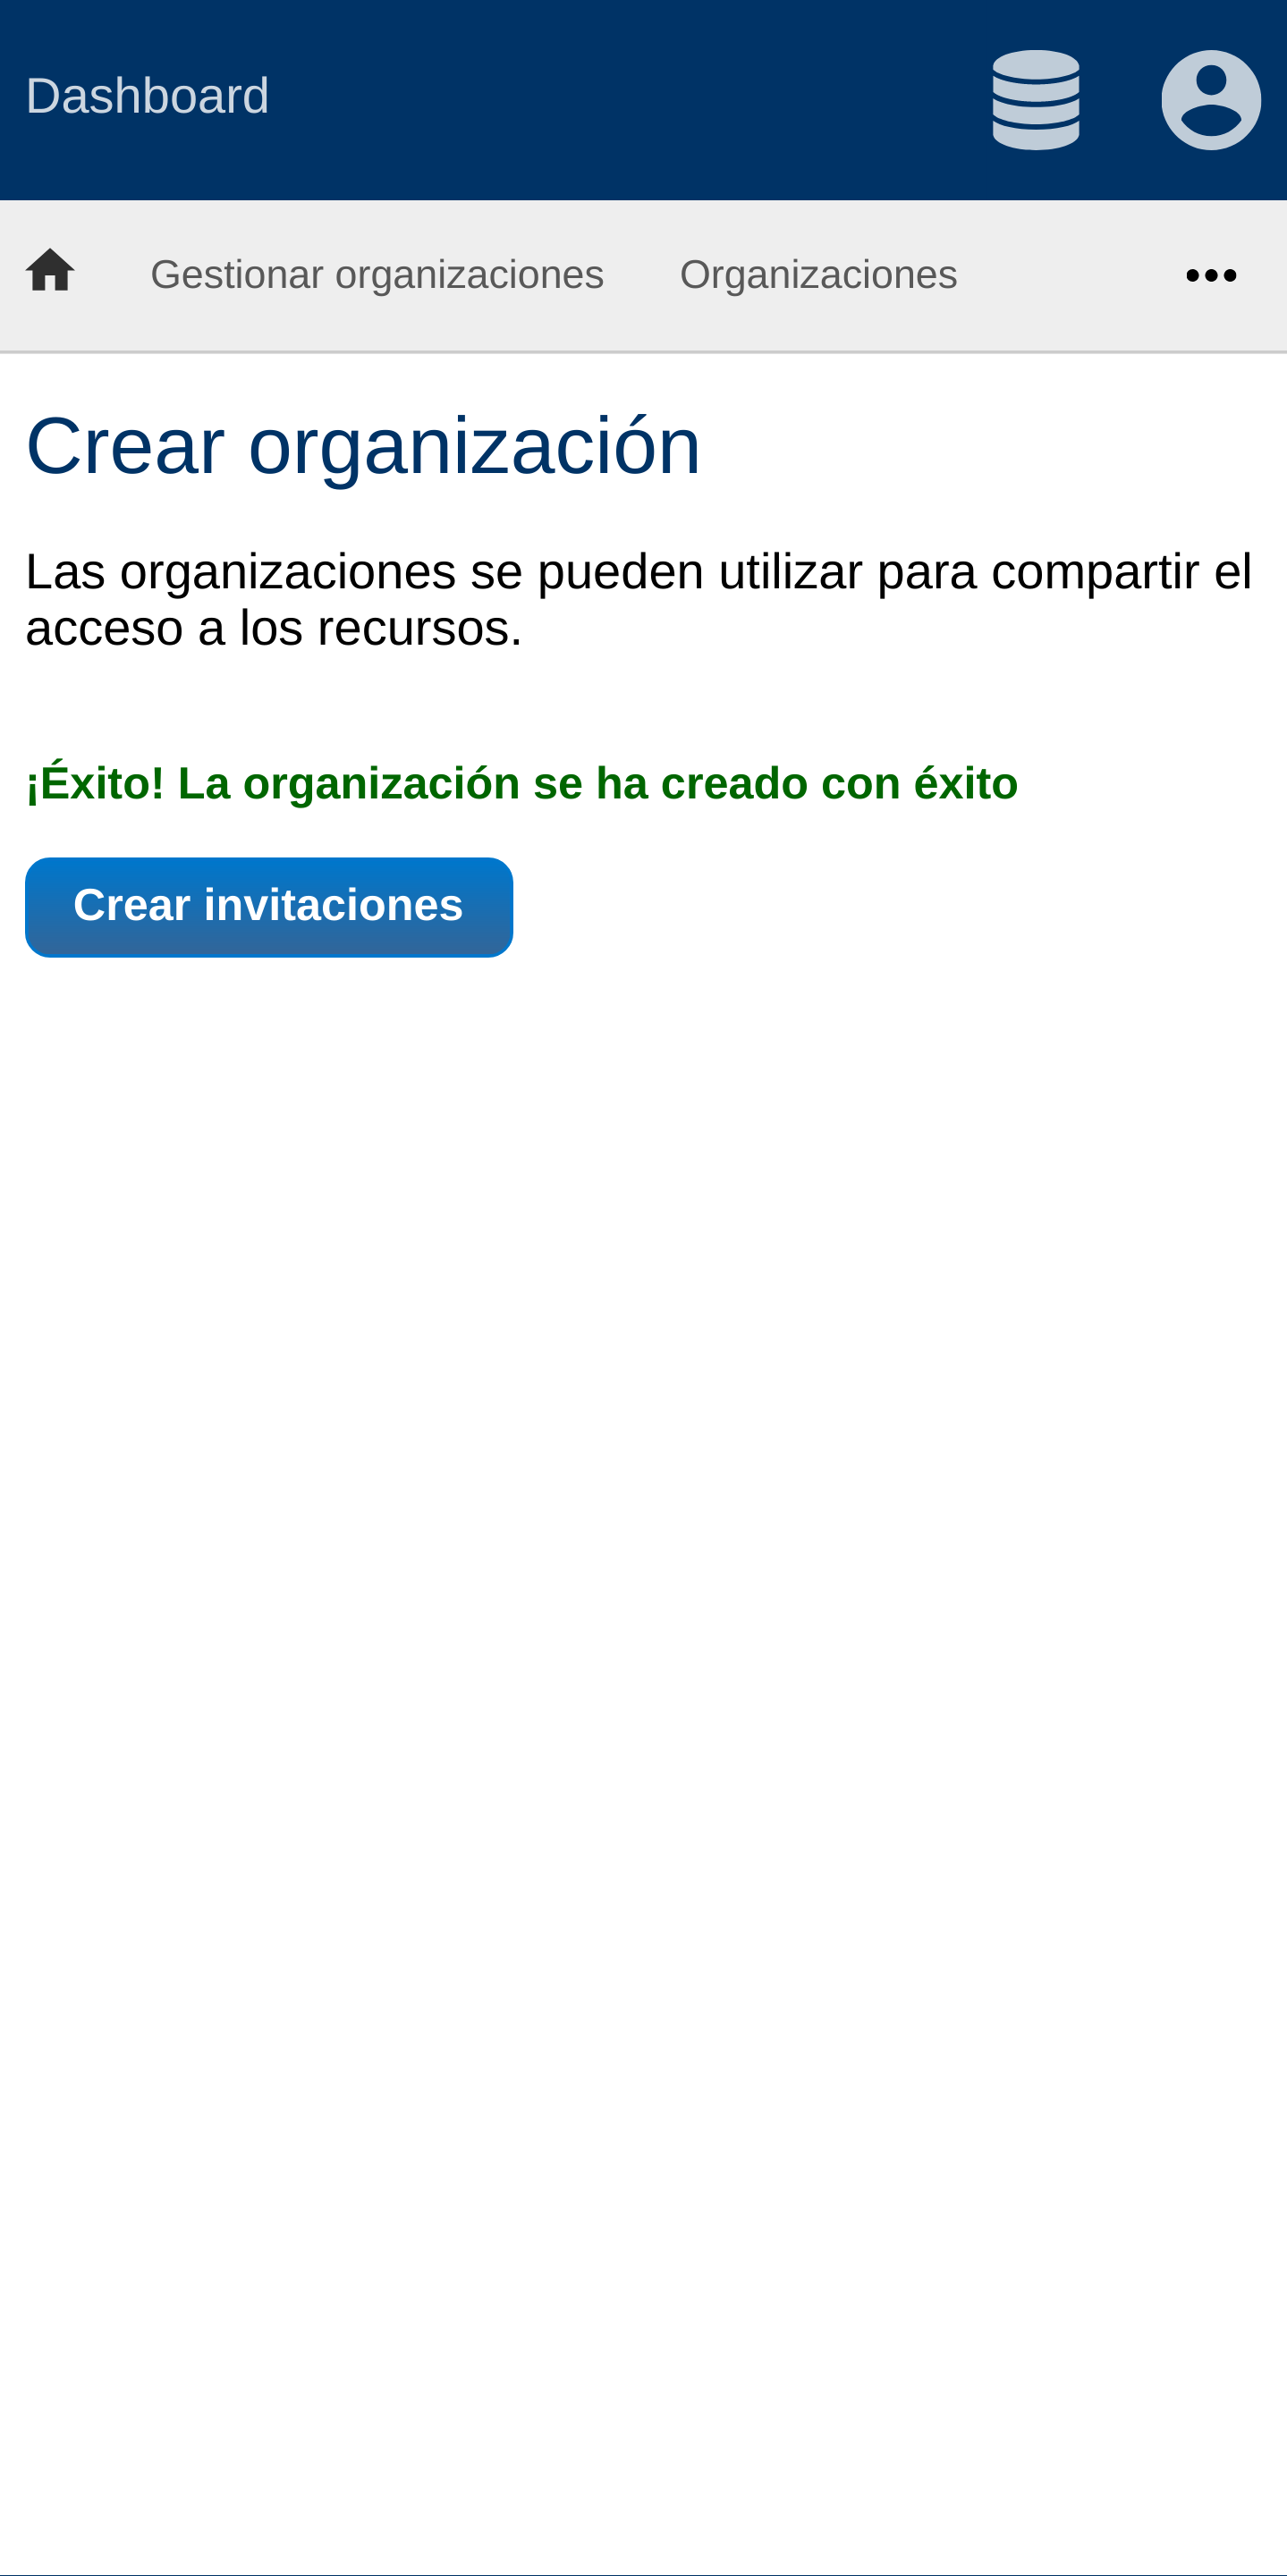 Dashboard
Gestionar organizaciones Organizaciones
Crear organización
Las organizaciones se pueden utilizar para compartir el
acceso a los recursos.
¡Éxito! La organización se ha creado con éxito
Crear invitaciones